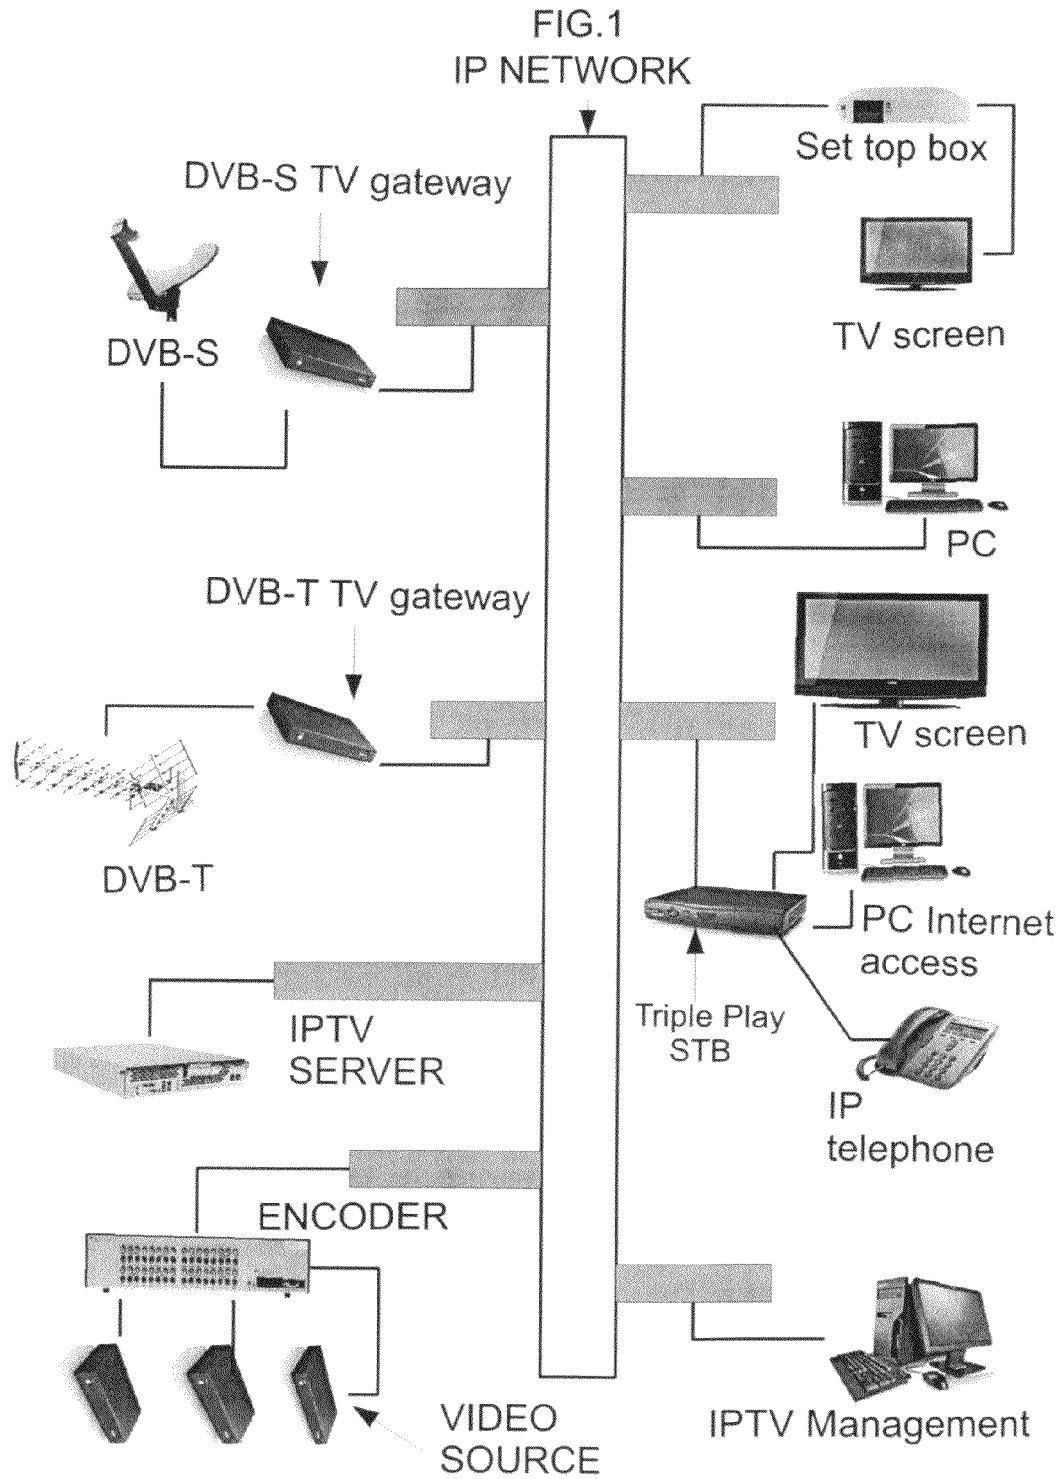 FIG.1
IP NETWORK
Set top box
DVB-S TV gateway
TV screen
DVB-S
PC
DVB-T TV gateway
TV screen
DVB-T
PC Internet
access
Triple Play
STB
IPTV
SERVER
IP
telephone
ENCODER
VIDEO
SOURCE
IPTV Management